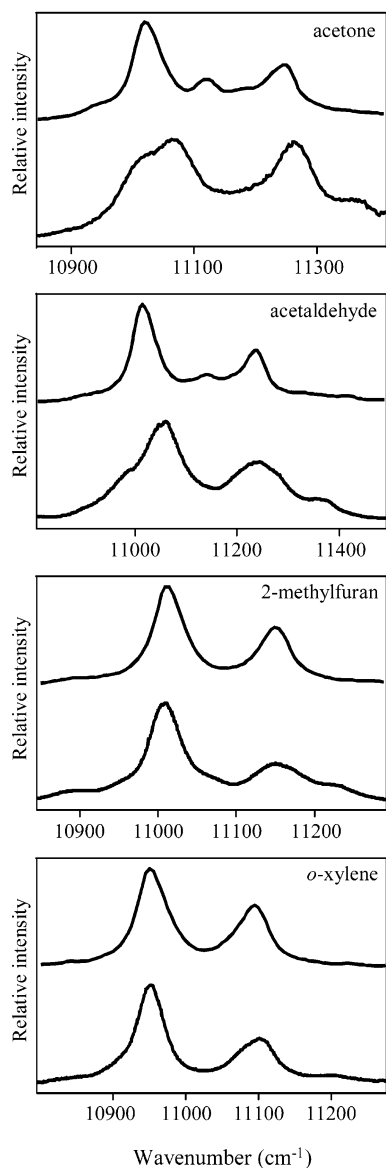 acetone
Relative intensity
10900 11100 11300
acetaldehyde
Relative intensity
11000 11200 11400
2-methylfuran
Relative intensity
10900 11000 11100 11200
o-xylene
Relative intensity
10900 11000 11100 11200
Wavenumber (cm⁻¹)